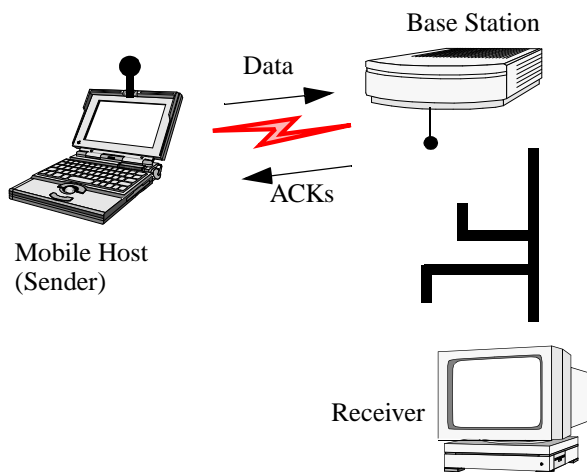 Base Station
Data
ACKs
Mobile Host
(Sender)
Receiver